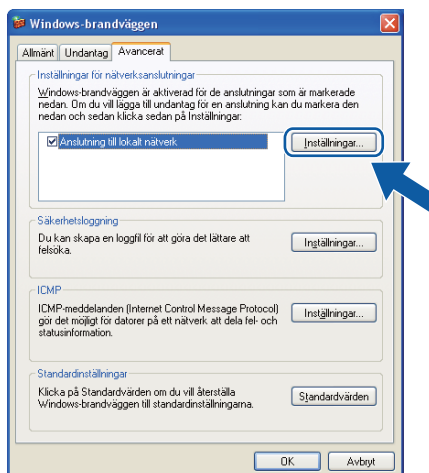 Windows-brandväggen
Allmänt Undantag Avancerat
Inställningar för nätverksanslutningar
Windows-brandväggen är aktiverad för de anslutningar som är markerade
nedan. Om du vill lägga till undantag för en anslutning kan du markera den
nedan och sedan klicka sedan på Inställningar:
Anslutning till lokalt nätverk
Inställningar...
Säkerhetsloggning
Du kan skapa en loggfil för att göra det lättare att
felsöka.
Inställningar...
ICMP
ICMP-meddelanden (Internet Control Message Protocol)
gör det möjligt för datorer på ett nätverk att dela fel- och
statusinformation.
Inställningar...
Standardinställningar
Klicka på Standardvärden om du vill återställa
Windows-brandväggen till standardinställningarna.
Standardvärden
OK Avbryt